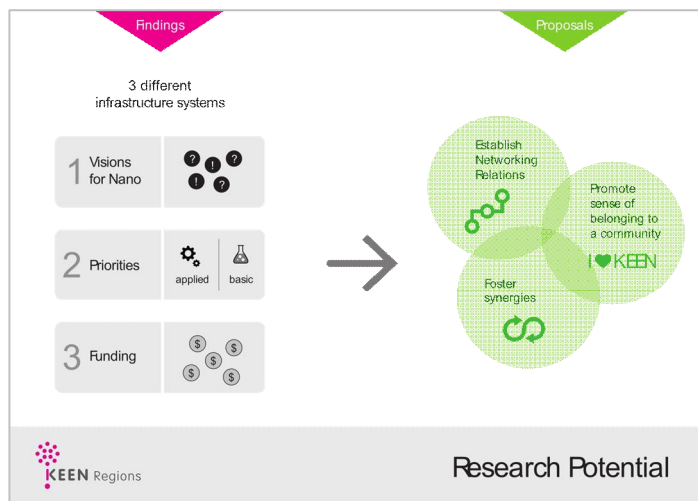 Findings
Proposals
3 different
infrastructure systems
1 Visions
for Nano
? ! ? ! ?
2 Priorities
applied
basic
3 Funding
$ $ $ $ $
Establish
Networking
Relations
Promote
sense of
belonging to
a community
I ♥ KEEN
Foster
synergies
KEEN Regions
Research Potential